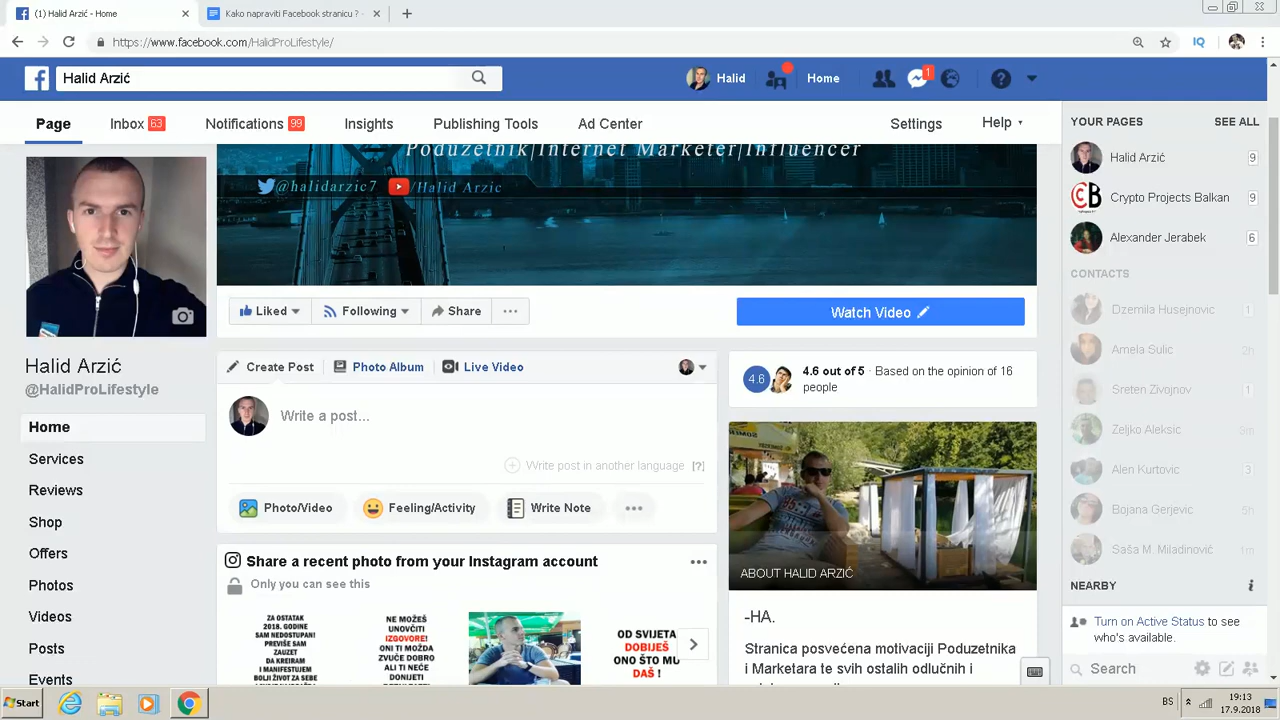 (1) Halid Arzić - Home
Kako napraviti Facebook stranicu ? -
https://www.facebook.com/HalidProLifestyle/
IQ
Halid Arzić
Halid
Home
1
Page
Inbox 63
Notifications 99
Insights
Publishing Tools
Ad Center
Settings
Help
Poduzetnik|Internet Marketer|Influencer
@halidarzic7
/Halid Arzic
Liked
Following
Share
Watch Video
Halid Arzić
@HalidProLifestyle
Home
Services
Reviews
Shop
Offers
Photos
Videos
Posts
Events
Create Post
Photo Album
Live Video
Write a post...
Write post in another language [?]
Photo/Video
Feeling/Activity
Write Note
Share a recent photo from your Instagram account
Only you can see this
ZA OSTATAK
2018. GODINE
SAM NEDOSTUPAN!
PREVIŠE SAM
ZAUZET
DA KREIRAM
I MANIFESTUJEM
BOLJI ŽIVOT ZA SEBE
NE MOŽEŠ
UNOVČITI
IZGOVORE!
ONI TI MOŽDA
ZVUČE DOBRO
ALI TI NEĆE
DONIJETI
OD SVIJETA
DOBIJEŠ
ONO ŠTO MU
DAŠ !
4.6
4.6 out of 5 · Based on the opinion of 16
people
ABOUT HALID ARZIĆ
-HA.
Stranica posvećena motivaciji Poduzetnika
i Marketara te svih ostalih odlučnih i
YOUR PAGES
SEE ALL
Halid Arzić 9
Crypto Projects Balkan 9
Alexander Jerabek 6
CONTACTS
Dzemila Husejnovic 1
Amela Sulic 2h
Sreten Zivojnov 1
Zeljko Aleksic 3m
Alen Kurtovic 3
Bojana Gerjevic 5h
Saša M. Miladinović 1m
NEARBY
Turn on Active Status to see
who's available.
Search
Start
BS
19:13
17.9.2018